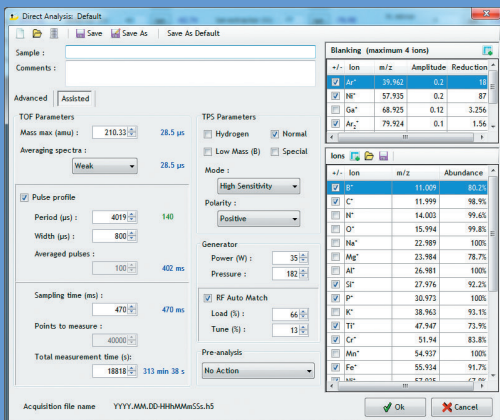 Direct Analysis: Default
Save
Save As
Save As Default
Sample :
Comments :
Advanced
Assisted
TOF Parameters
Mass max (amu) : 210.33 28.5 µs
Averaging spectra :
Weak 28.5 µs
Pulse profile
Period (µs) : 4019 140
Width (µs) : 800
Averaged pulses :
100 402 ms
Sampling time (ms) :
470 470 ms
Points to measure :
40000
Total measurement time (s):
18818 313 min 38 s
TPS Parameters
Hydrogen Normal
Low Mass (B) Special
Mode :
High Sensitivity
Polarity :
Positive
Generator
Power (W) : 35
Pressure : 182
RF Auto Match
Load (%) : 66
Tune (%) : 13
Pre-analysis
No Action
Blanking (maximum 4 ions)
+/- Ion m/z Amplitude Reduction
Ar⁺ 39.962 0.2 18
Ni⁺ 57.935 0.2 87
Ga⁺ 68.925 0.12 3.256
Ar₂⁺ 79.924 0.1 1.56
Ions
+/- Ion m/z Abundance
B⁺ 11.009 80.2%
C⁺ 11.999 98.9%
N⁺ 14.003 99.6%
O⁺ 15.994 99.8%
Na⁺ 22.989 100%
Mg⁺ 23.984 78.7%
Al⁺ 26.981 100%
Si⁺ 27.976 92.2%
P⁺ 30.973 100%
K⁺ 38.963 93.1%
Ti⁺ 47.947 73.9%
Cr⁺ 51.94 83.8%
Mn⁺ 54.937 100%
Fe⁺ 55.934 91.7%
Acquisition file name YYYY.MM.DD-HHhMMmSSs.h5
Ok
Cancel